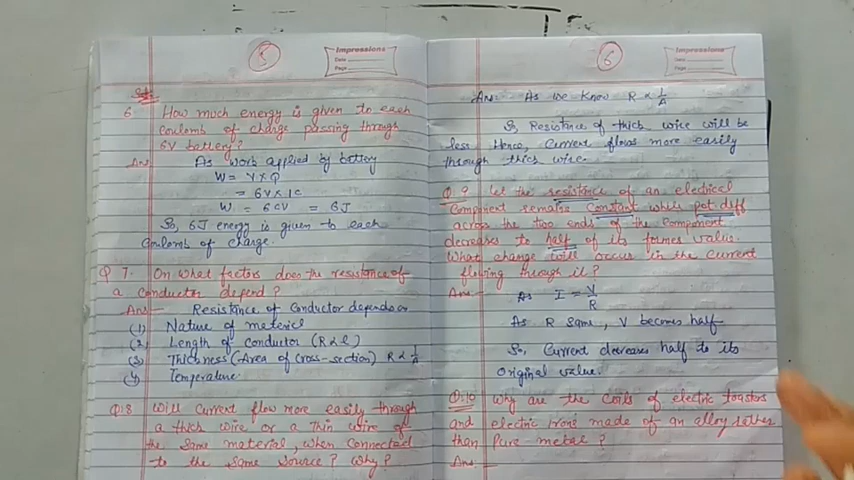 5
Impressions
Date
Page
6 How much energy is given to each
Coulomb of charge passing through
6V battery?
Ans As work applied by battery
W = V × Q
= 6V × 1C
W = 6CV = 6J
So, 6J energy is given to each
Coulomb of charge.
Q 7. On what factors does the resistance of
a conductor depend?
Ans- Resistance of Conductor depends on
(1) Nature of material
(2) Length of conductor (R ∝ l)
(3) Thickness (Area of cross-section) R ∝ 1/A
(4) Temperature
Q.8 Will current flow more easily through
a thick wire or a thin wire of
the same material, when connected
to the same source? Why?
6
Impressions
Date
Page
Ans:- As we know R ∝ 1/A
So, Resistance of thick wire will be
less. Hence, Current flows more easily
through thick wire.
Q 9 Let the resistance of an electrical
Component remains constant while pot. diff
across the two ends of the component
decreases to half of its former value.
What change will occur in the current
flowing through it?
Ans:- As I = V/R
As R same, V becomes half
So, Current decreases half to its
Original value.
Q.10 Why are the coils of electric toasters
and electric irons made of an alloy rather
than Pure metal?
Ans